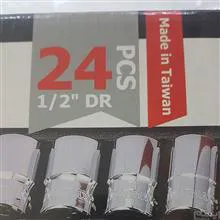 24 PCS
1/2" DR
Made in Taiwan